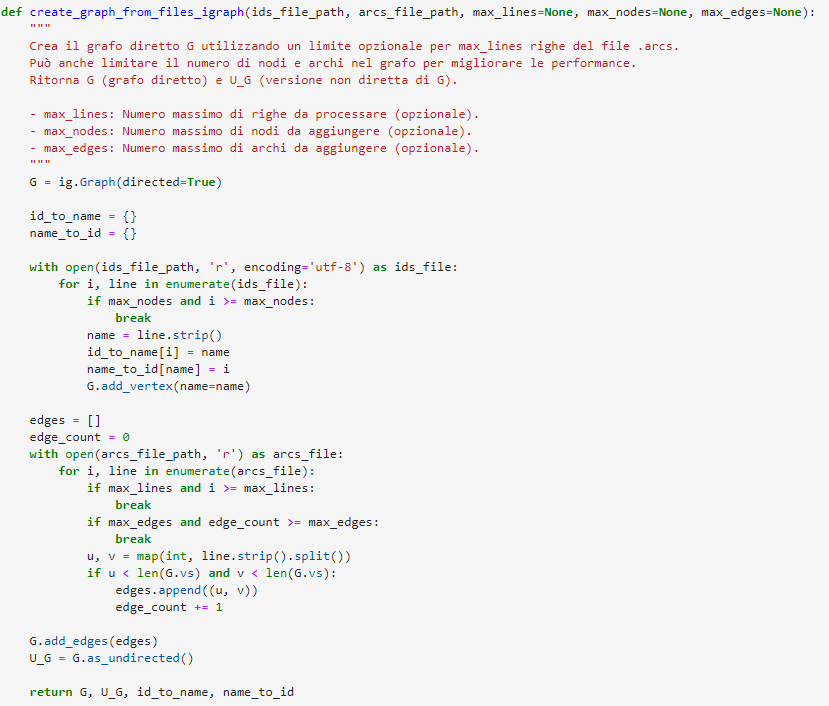 def create_graph_from_files_igraph(ids_file_path, arcs_file_path, max_lines=None, max_nodes=None, max_edges=None):
    """
    Crea il grafo diretto G utilizzando un limite opzionale per max_lines righe del file .arcs.
    Può anche limitare il numero di nodi e archi nel grafo per migliorare le performance.
    Ritorna G (grafo diretto) e U_G (versione non diretta di G).

    - max_lines: Numero massimo di righe da processare (opzionale).
    - max_nodes: Numero massimo di nodi da aggiungere (opzionale).
    - max_edges: Numero massimo di archi da aggiungere (opzionale).
    """
    G = ig.Graph(directed=True)

    id_to_name = {}
    name_to_id = {}

    with open(ids_file_path, 'r', encoding='utf-8') as ids_file:
        for i, line in enumerate(ids_file):
            if max_nodes and i >= max_nodes:
                break
            name = line.strip()
            id_to_name[i] = name
            name_to_id[name] = i
            G.add_vertex(name=name)

    edges = []
    edge_count = 0
    with open(arcs_file_path, 'r') as arcs_file:
        for i, line in enumerate(arcs_file):
            if max_lines and i >= max_lines:
                break
            if max_edges and edge_count >= max_edges:
                break
            u, v = map(int, line.strip().split())
            if u < len(G.vs) and v < len(G.vs):
                edges.append((u, v))
                edge_count += 1

    G.add_edges(edges)
    U_G = G.as_undirected()

    return G, U_G, id_to_name, name_to_id